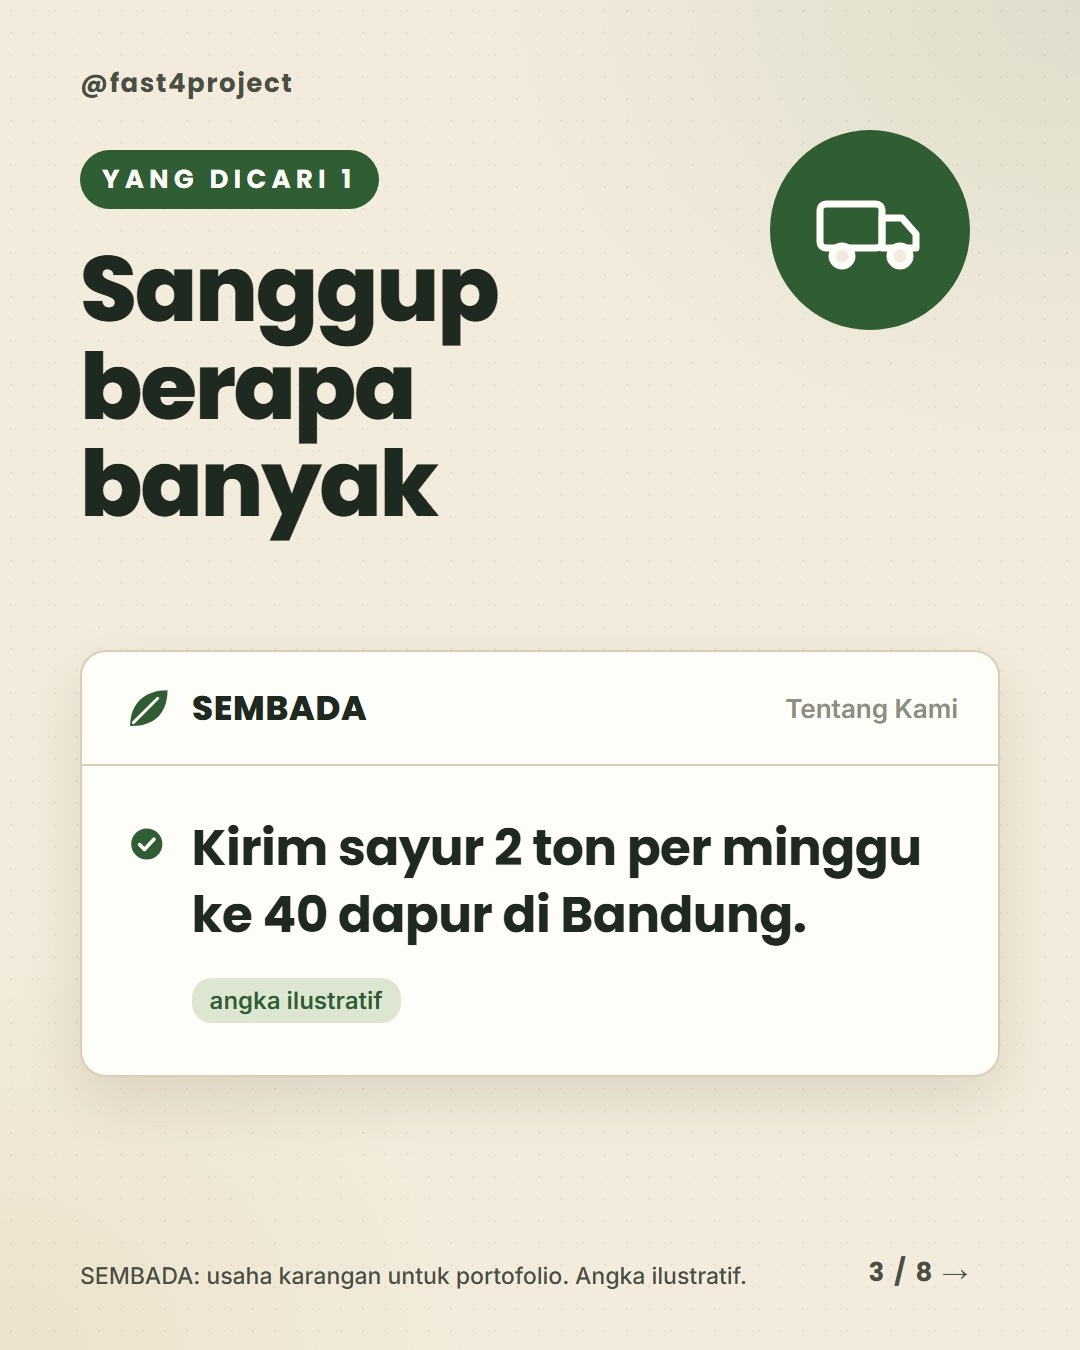 @fast4project
YANG DICARI 1
Sanggup
berapa
banyak
SEMBADA
Tentang Kami
Kirim sayur 2 ton per minggu
ke 40 dapur di Bandung.
angka ilustratif
SEMBADA: usaha karangan untuk portofolio. Angka ilustratif.
3 / 8 →